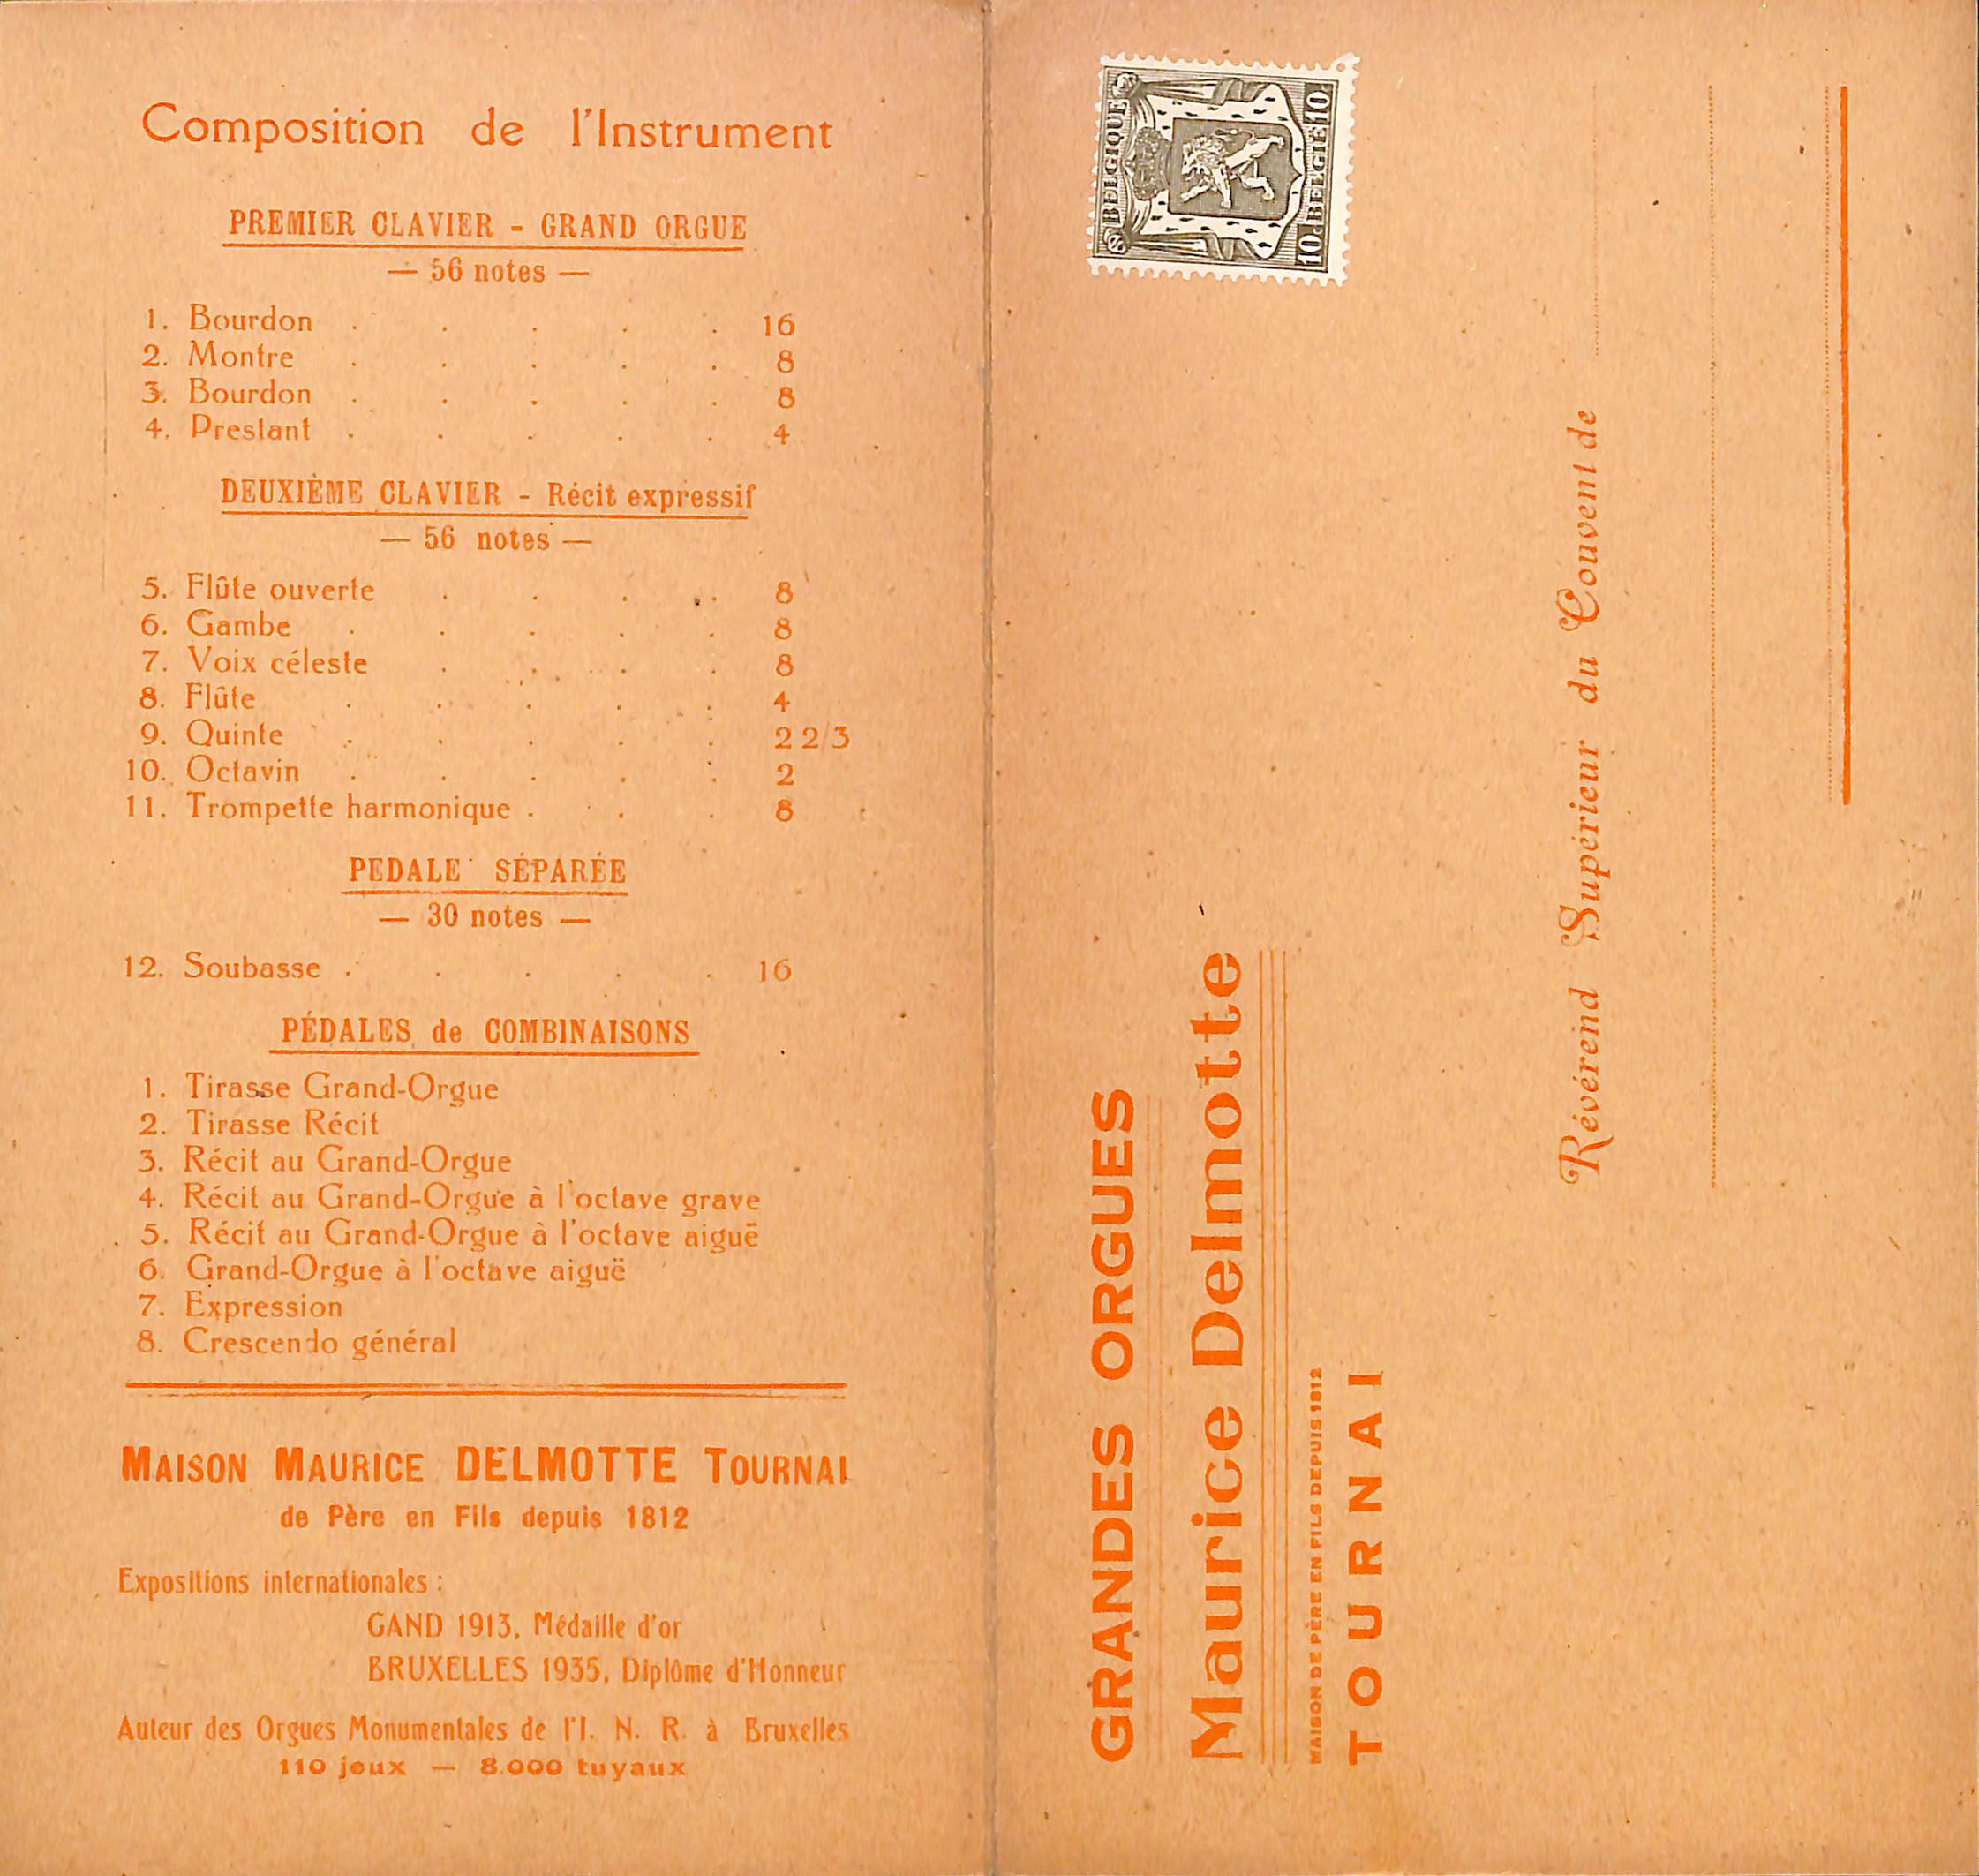 Composition de l'Instrument
PREMIER CLAVIER - GRAND ORGUE
— 56 notes —
1. Bourdon . . . . . 16
2. Montre . . . . . 8
3. Bourdon . . . . . 8
4. Prestant . . . . . 4
DEUXIÈME CLAVIER - Récit expressif
— 56 notes —
5. Flûte ouverte . . . . 8
6. Gambe . . . . . 8
7. Voix céleste . . . . 8
8. Flûte . . . . . 4
9. Quinte . . . . . 2 2/3
10. Octavin . . . . . 2
11. Trompette harmonique . . . 8
PEDALE SÉPARÉE
— 30 notes —
12. Soubasse . . . . . 16
PÉDALES de COMBINAISONS
1. Tirasse Grand-Orgue
2. Tirasse Récit
3. Récit au Grand-Orgue
4. Récit au Grand-Orgue à l'octave grave
5. Récit au Grand-Orgue à l'octave aiguë
6. Grand-Orgue à l'octave aiguë
7. Expression
8. Crescendo général
MAISON MAURICE DELMOTTE TOURNAI
de Père en Fils depuis 1812
Expositions internationales :
GAND 1913, Médaille d'or
BRUXELLES 1935, Diplôme d'Honneur
Auteur des Orgues Monumentales de l'I. N. R. à Bruxelles
110 jeux — 8.000 tuyaux
BELGIQUE
10 BELGIË 10
GRANDES ORGUES
Maurice Delmotte
MAISON DE PÈRE EN FILS DEPUIS 1812
TOURNAI
Révérend Supérieur du Couvent de